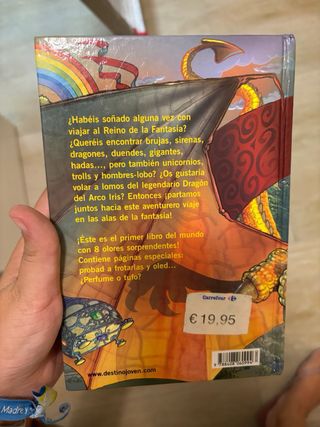 ¿Habéis soñado alguna vez con
viajar al Reino de la Fantasía?
¿Queréis encontrar brujas, sirenas,
dragones, duendes, gigantes,
hadas..., pero también unicornios,
trolls y hombres-lobo? ¿Os gustaría
volar a lomos del legendario Dragón
del Arco Iris? Entonces ¡partamos
juntos hacia este aventurero viaje
en las alas de la fantasía!
¡Éste es el primer libro del mundo
con 8 olores sorprendentes!
Contiene páginas especiales:
probad a frotarlas y oled...
¿Perfume o tufo?
Carrefour
€ 19,95
www.destinojoven.com
Madre